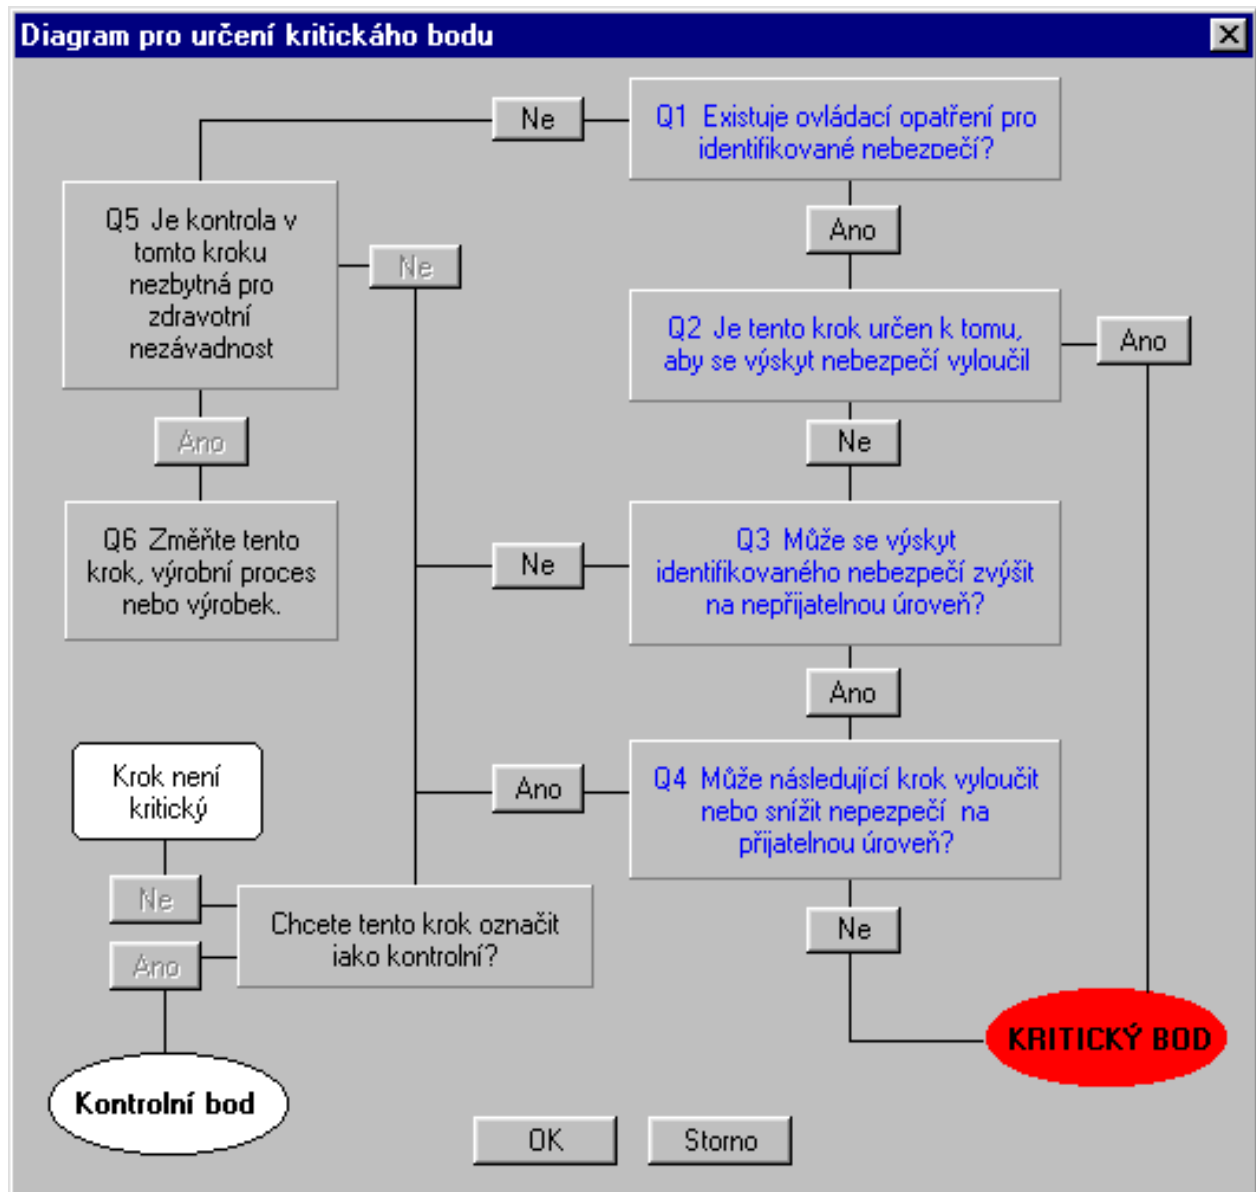 Diagram pro určení kritickáho bodu
Ne
Q1 Existuje ovládací opatření pro
identifikované nebezpečí?
Ano
Q5 Je kontrola v
tomto kroku
nezbytná pro
zdravotní
nezávadnost
Ne
Q2 Je tento krok určen k tomu,
aby se výskyt nebezpečí vyloučil
Ano
Ano
Ne
Q6 Změňte tento
krok, výrobní proces
nebo výrobek.
Ne
Q3 Může se výskyt
identifikovaného nebezpečí zvýšit
na nepřijatelnou úroveň?
Ano
Krok není
kritický
Ano
Q4 Může následující krok vyloučit
nebo snížit nepezpečí na
přijatelnou úroveň?
Ne
Ano
Chcete tento krok označit
jako kontrolní?
Ne
KRITICKÝ BOD
Kontrolní bod
OK
Storno